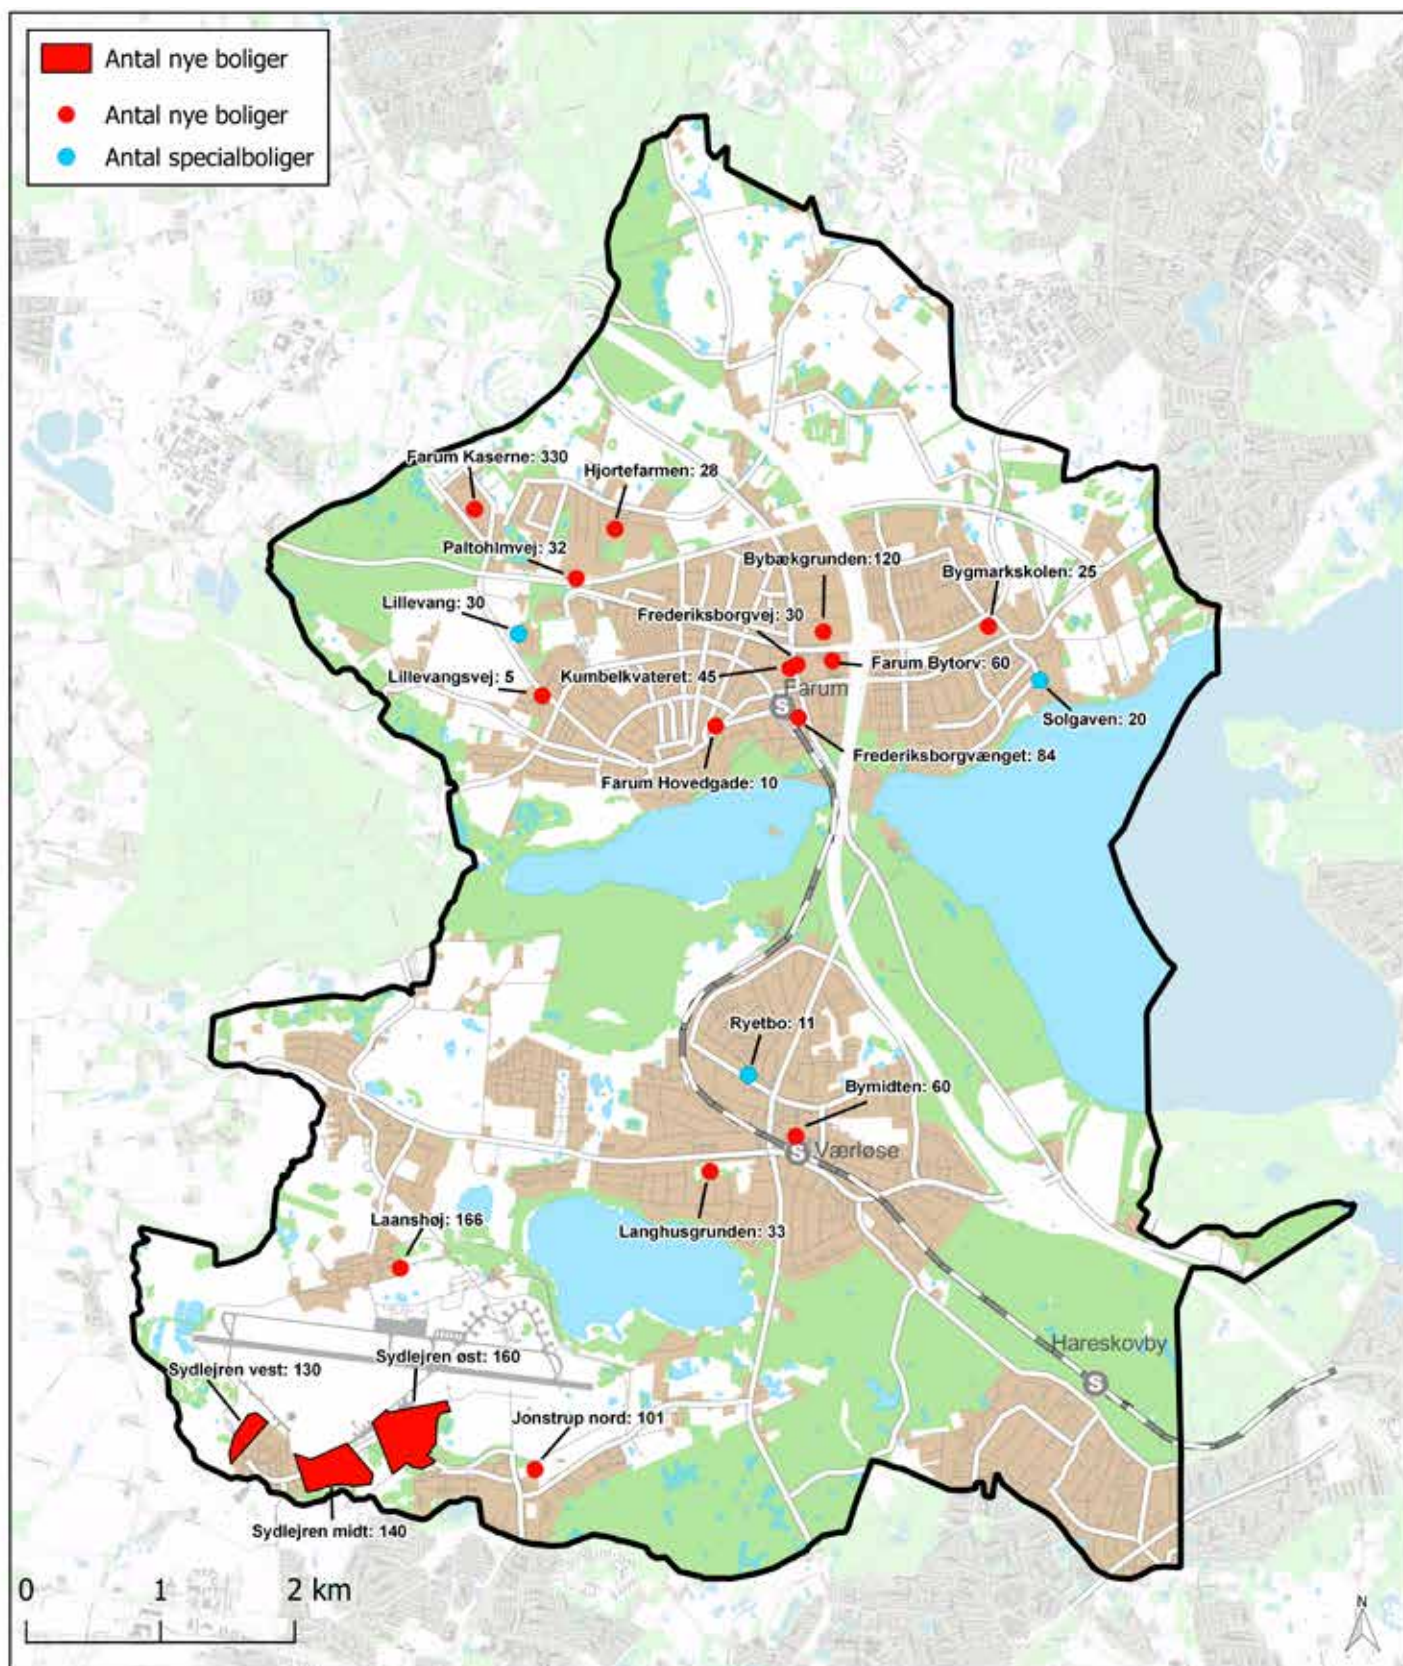 Antal nye boliger
Antal nye boliger
Antal specialboliger
Farum Kaserne: 330
Hjortefarmen: 28
Paltohlmvej: 32
Bybækgrunden:120
Bygmarkskolen: 25
Lillevang: 30
Frederiksborgvej: 30
Farum Bytorv: 60
Lillevangsvej: 5
Kumbelkvateret: 45
Farum
S
Solgaven: 20
Frederiksborgvænget: 84
Farum Hovedgade: 10
Ryetbo: 11
Bymidten: 60
S
Værløse
Laanshøj: 166
Langhusgrunden: 33
Hareskovby
S
Sydlejren øst: 160
Sydlejren vest: 130
Jonstrup nord: 101
Sydlejren midt: 140
0 1 2 km
N